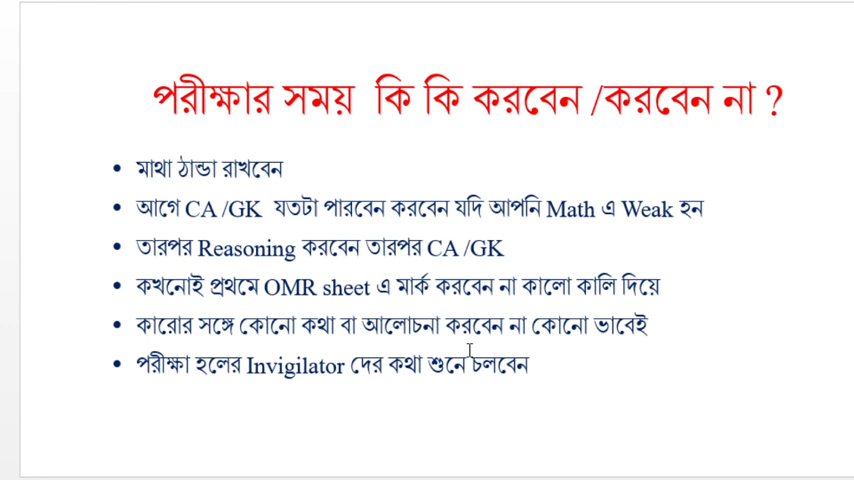 পরীক্ষার সময় কি কি করবেন /করবেন না ?
• মাথা ঠান্ডা রাখবেন
• আগে CA /GK যতটা পারবেন করবেন যদি আপনি Math এ Weak হন
• তারপর Reasoning করবেন তারপর CA /GK
• কখনোই প্রথমে OMR sheet এ মার্ক করবেন না কালো কালি দিয়ে
• কারোর সঙ্গে কোনো কথা বা আলোচনা করবেন না কোনো ভাবেই
• পরীক্ষা হলের Invigilator দের কথা শুনে চলবেন